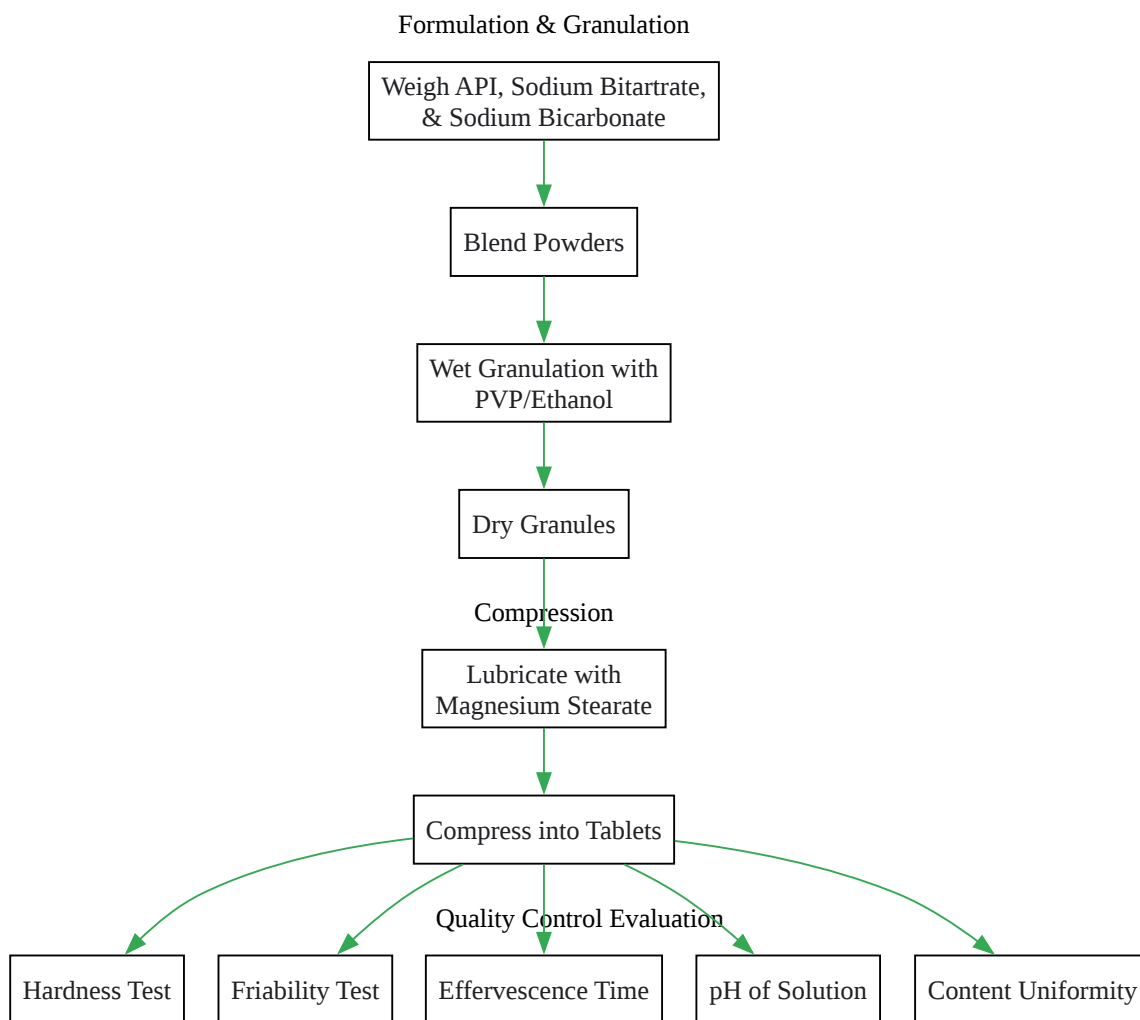 Formulation & Granulation
Weigh API, Sodium Bitartrate,
& Sodium Bicarbonate
Blend Powders
Wet Granulation with
PVP/Ethanol
Dry Granules
Compression
Lubricate with
Magnesium Stearate
Compress into Tablets
Quality Control Evaluation
Hardness Test
Friability Test
Effervescence Time
pH of Solution
Content Uniformity